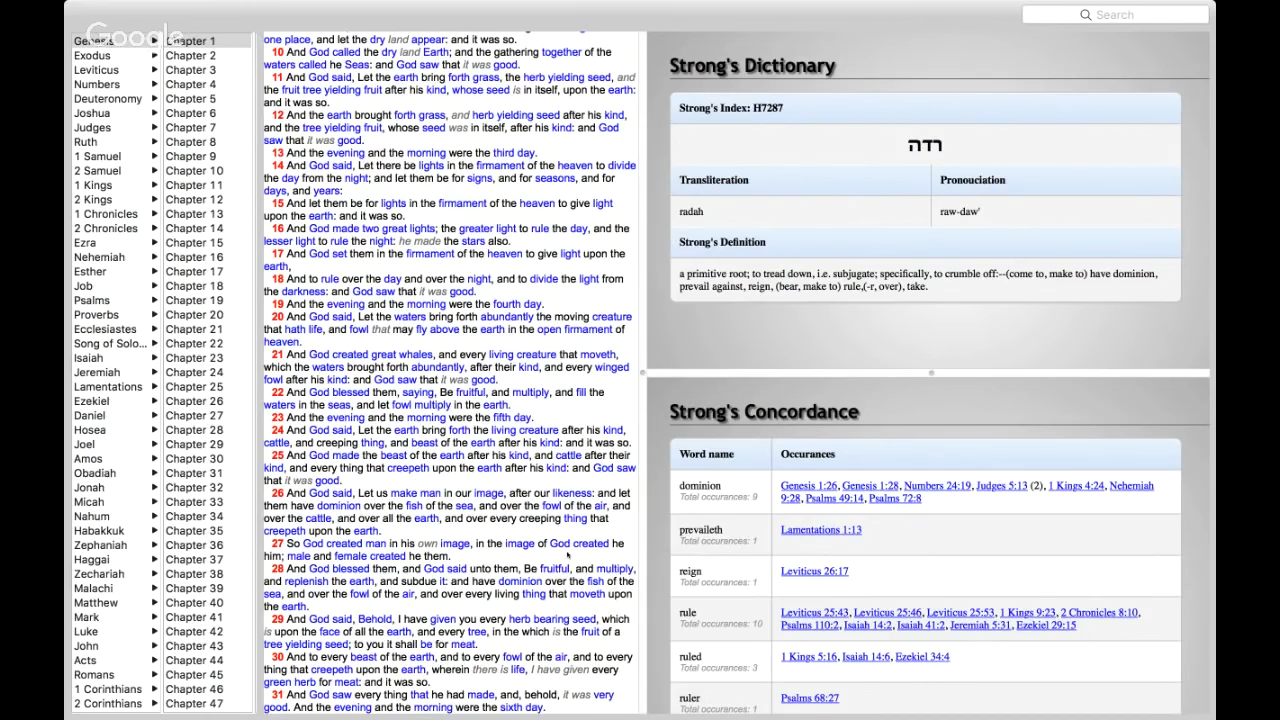 Google
Search
Genesis
Exodus
Leviticus
Numbers
Deuteronomy
Joshua
Judges
Ruth
1 Samuel
2 Samuel
1 Kings
2 Kings
1 Chronicles
2 Chronicles
Ezra
Nehemiah
Esther
Job
Psalms
Proverbs
Ecclesiastes
Song of Solo...
Isaiah
Jeremiah
Lamentations
Ezekiel
Daniel
Hosea
Joel
Amos
Obadiah
Jonah
Micah
Nahum
Habakkuk
Zephaniah
Haggai
Zechariah
Malachi
Matthew
Mark
Luke
John
Acts
Romans
1 Corinthians
2 Corinthians
Chapter 1
Chapter 2
Chapter 3
Chapter 4
Chapter 5
Chapter 6
Chapter 7
Chapter 8
Chapter 9
Chapter 10
Chapter 11
Chapter 12
Chapter 13
Chapter 14
Chapter 15
Chapter 16
Chapter 17
Chapter 18
Chapter 19
Chapter 20
Chapter 21
Chapter 22
Chapter 23
Chapter 24
Chapter 25
Chapter 26
Chapter 27
Chapter 28
Chapter 29
Chapter 30
Chapter 31
Chapter 32
Chapter 33
Chapter 34
Chapter 35
Chapter 36
Chapter 37
Chapter 38
Chapter 39
Chapter 40
Chapter 41
Chapter 42
Chapter 43
Chapter 44
Chapter 45
Chapter 46
Chapter 47
one place, and let the dry land appear: and it was so.
10 And God called the dry land Earth; and the gathering together of the
waters called he Seas: and God saw that it was good.
11 And God said, Let the earth bring forth grass, the herb yielding seed, and
the fruit tree yielding fruit after his kind, whose seed is in itself, upon the earth:
and it was so.
12 And the earth brought forth grass, and herb yielding seed after his kind,
and the tree yielding fruit, whose seed was in itself, after his kind: and God
saw that it was good.
13 And the evening and the morning were the third day.
14 And God said, Let there be lights in the firmament of the heaven to divide
the day from the night; and let them be for signs, and for seasons, and for
days, and years:
15 And let them be for lights in the firmament of the heaven to give light
upon the earth: and it was so.
16 And God made two great lights; the greater light to rule the day, and the
lesser light to rule the night: he made the stars also.
17 And God set them in the firmament of the heaven to give light upon the
earth,
18 And to rule over the day and over the night, and to divide the light from
the darkness: and God saw that it was good.
19 And the evening and the morning were the fourth day.
20 And God said, Let the waters bring forth abundantly the moving creature
that hath life, and fowl that may fly above the earth in the open firmament of
heaven.
21 And God created great whales, and every living creature that moveth,
which the waters brought forth abundantly, after their kind, and every winged
fowl after his kind: and God saw that it was good.
22 And God blessed them, saying, Be fruitful, and multiply, and fill the
waters in the seas, and let fowl multiply in the earth.
23 And the evening and the morning were the fifth day.
24 And God said, Let the earth bring forth the living creature after his kind,
cattle, and creeping thing, and beast of the earth after his kind: and it was so.
25 And God made the beast of the earth after his kind, and cattle after their
kind, and every thing that creepeth upon the earth after his kind: and God saw
that it was good.
26 And God said, Let us make man in our image, after our likeness: and let
them have dominion over the fish of the sea, and over the fowl of the air, and
over the cattle, and over all the earth, and over every creeping thing that
creepeth upon the earth.
27 So God created man in his own image, in the image of God created he
him; male and female created he them.
28 And God blessed them, and God said unto them, Be fruitful, and multiply,
and replenish the earth, and subdue it: and have dominion over the fish of the
sea, and over the fowl of the air, and over every living thing that moveth upon
the earth.
29 And God said, Behold, I have given you every herb bearing seed, which
is upon the face of all the earth, and every tree, in the which is the fruit of a
tree yielding seed; to you it shall be for meat.
30 And to every beast of the earth, and to every fowl of the air, and to every
thing that creepeth upon the earth, wherein there is life, I have given every
green herb for meat: and it was so.
31 And God saw every thing that he had made, and, behold, it was very
good. And the evening and the morning were the sixth day.
Strong's Dictionary
Strong's Index: H7287
רדה
Transliteration
Pronouciation
radah
raw-daw'
Strong's Definition
a primitive root; to tread down, i.e. subjugate; specifically, to crumble off:--(come to, make to) have dominion,
prevail against, reign, (bear, make to) rule,(-r, over), take.
Strong's Concordance
Word name
Occurances
dominion
Total occurances: 9
Genesis 1:26, Genesis 1:28, Numbers 24:19, Judges 5:13 (2), 1 Kings 4:24, Nehemiah
9:28, Psalms 49:14, Psalms 72:8
prevaileth
Total occurances: 1
Lamentations 1:13
reign
Total occurances: 1
Leviticus 26:17
rule
Total occurances: 10
Leviticus 25:43, Leviticus 25:46, Leviticus 25:53, 1 Kings 9:23, 2 Chronicles 8:10,
Psalms 110:2, Isaiah 14:2, Isaiah 41:2, Jeremiah 5:31, Ezekiel 29:15
ruled
Total occurances: 3
1 Kings 5:16, Isaiah 14:6, Ezekiel 34:4
ruler
Total occurances: 1
Psalms 68:27